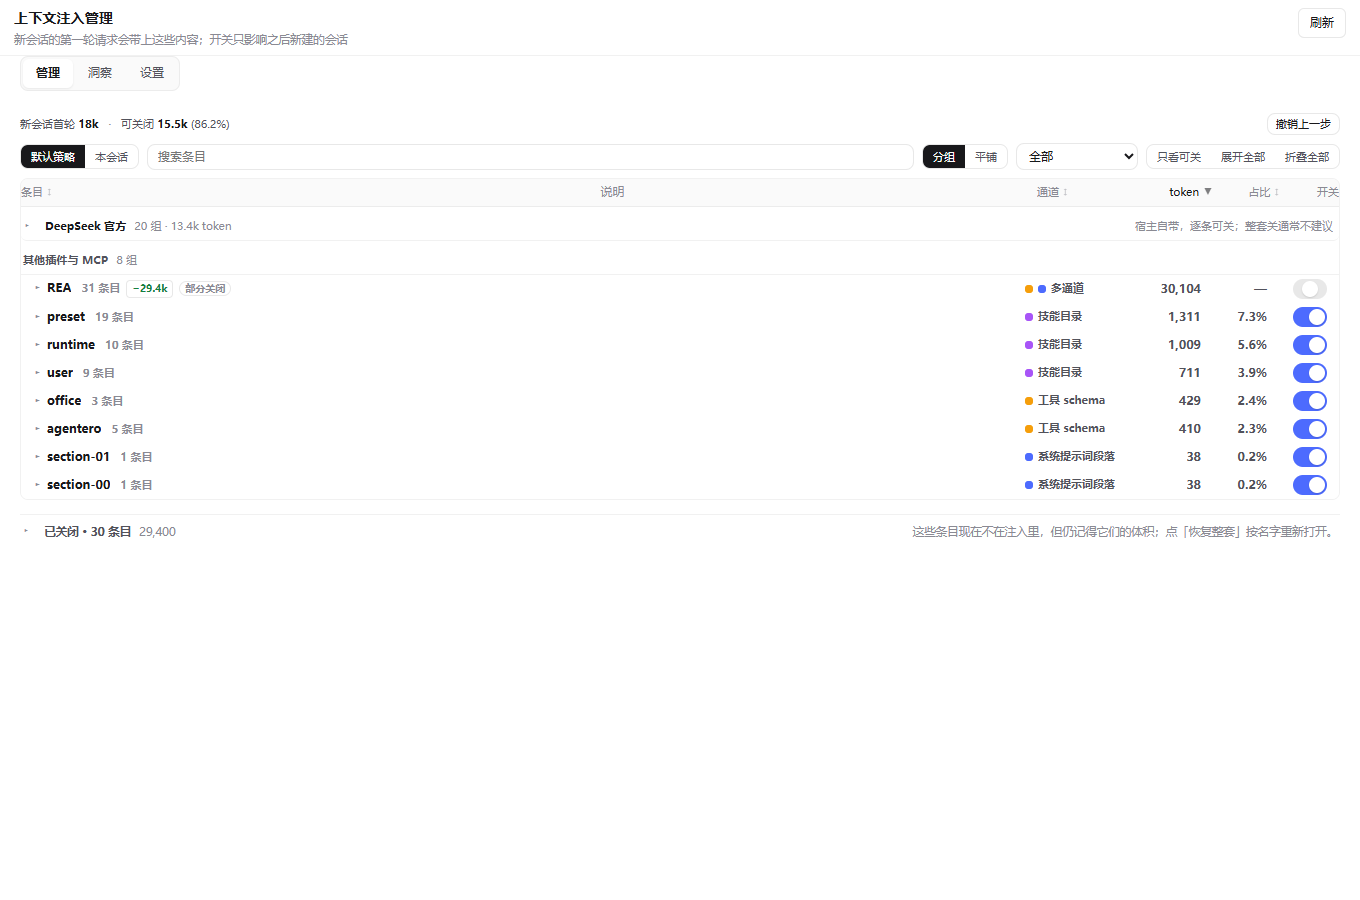 上下文注入管理
新会话的第一轮请求会带上这些内容；开关只影响之后新建的会话
刷新
管理 洞察 设置
新会话首轮 18k · 可关闭 15.5k (86.2%)
撤销上一步
默认策略 本会话 搜索条目 分组 平铺 全部 只看可关 展开全部 折叠全部
条目 ↕ 说明 通道 ↕ token ▼ 占比 ↕ 开关
DeepSeek 官方 20 组 · 13.4k token 宿主自带，逐条可关；整套关通常不建议
其他插件与 MCP 8 组
REA 31 条目 −29.4k 部分关闭 多通道 30,104 —
preset 19 条目 技能目录 1,311 7.3%
runtime 10 条目 技能目录 1,009 5.6%
user 9 条目 技能目录 711 3.9%
office 3 条目 工具 schema 429 2.4%
agentero 5 条目 工具 schema 410 2.3%
section-01 1 条目 系统提示词段落 38 0.2%
section-00 1 条目 系统提示词段落 38 0.2%
已关闭 • 30 条目 29,400 这些条目现在不在注入里，但仍记得它们的体积；点「恢复整套」按名字重新打开。